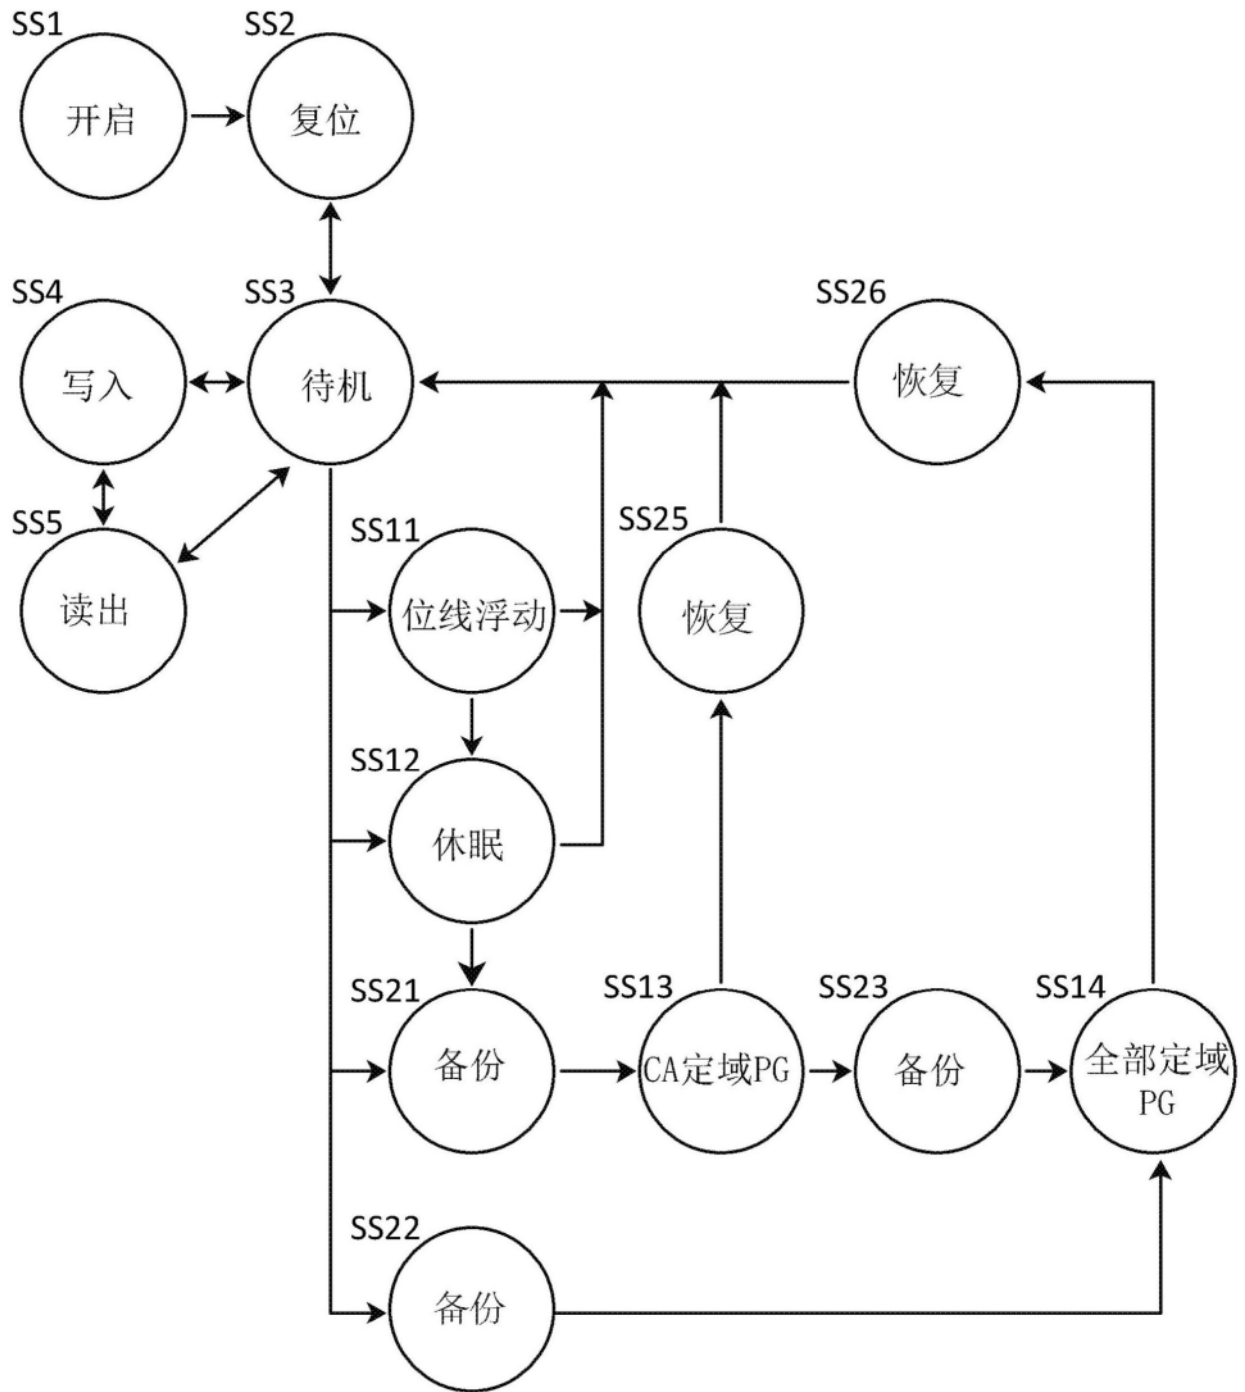 SS1
开启
SS2
复位
SS4
写入
SS3
待机
SS26
恢复
SS5
读出
SS11
位线浮动
SS25
恢复
SS12
休眠
SS21
备份
SS13
CA定域PG
SS23
备份
SS14
全部定域
PG
SS22
备份